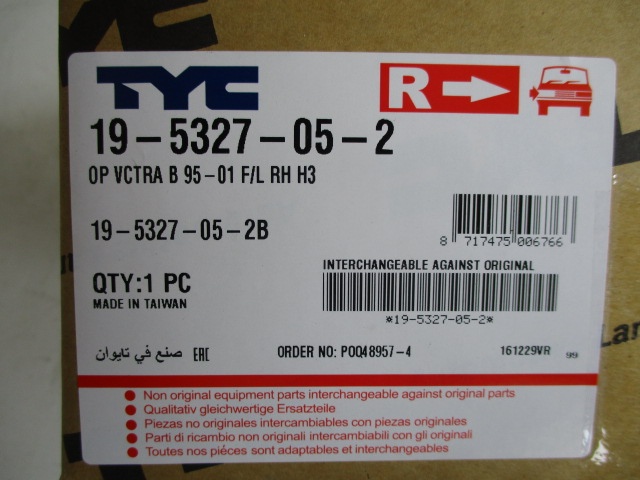 TYC
R
19-5327-05-2
OP VCTRA B 95-01 F/L RH H3
19-5327-05-2B
8 717475 006766
QTY:1 PC
INTERCHANGEABLE AGAINST ORIGINAL
MADE IN TAIWAN
*19-5327-05-2*
صنع في تايوان EAC ORDER NO: P0Q48957-4 161229VR 99
Non original equipment parts interchangeable against original parts
Qualitativ gleichwertige Ersatzteile
Piezas no originales intercambiables con piezas originales
Parti di ricambio non originali intercambiabili con gli originali
Toutes nos piéces sont adaptables et interchangeables